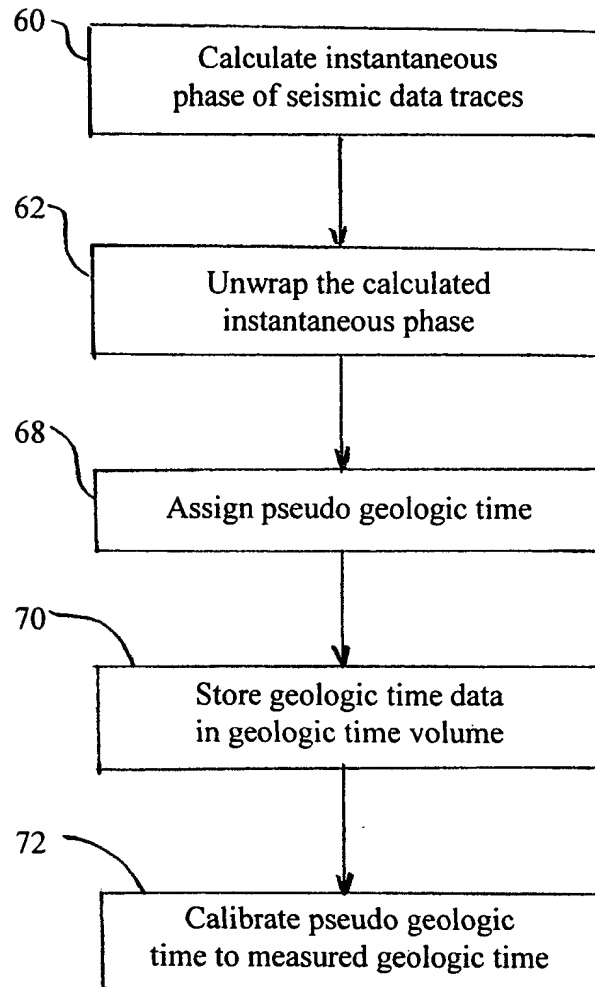 60
Calculate instantaneous
phase of seismic data traces
62
Unwrap the calculated
instantaneous phase
68
Assign pseudo geologic time
70
Store geologic time data
in geologic time volume
72
Calibrate pseudo geologic
time to measured geologic time